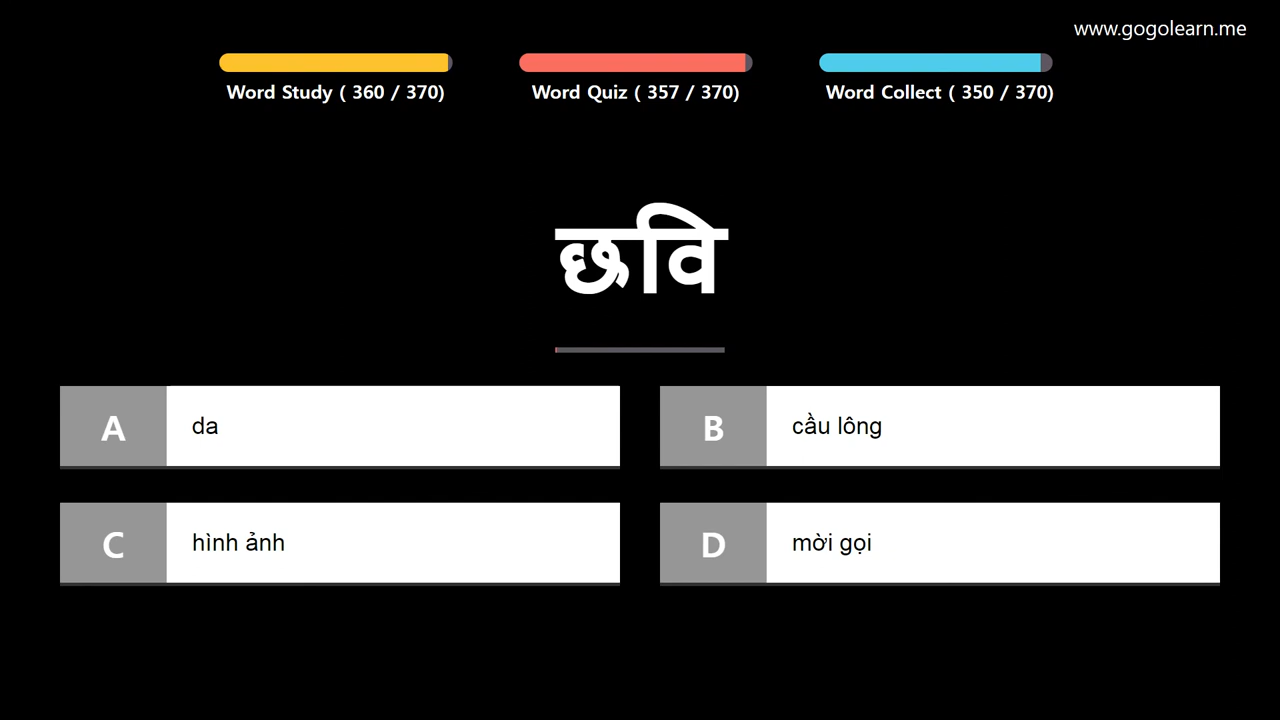 www.gogolearn.me
Word Study ( 360 / 370)
Word Quiz ( 357 / 370)
Word Collect ( 350 / 370)
छवि
A da
B cầu lông
C hình ảnh
D mời gọi